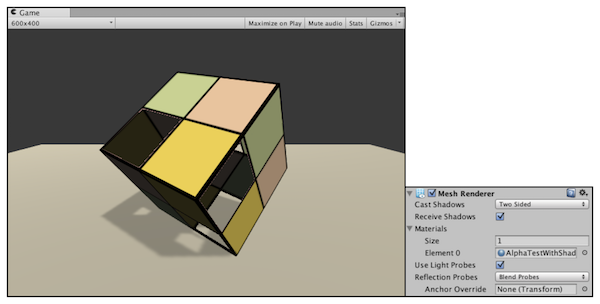 Game
600x400 Maximize on Play Mute audio Stats Gizmos
Mesh Renderer
Cast Shadows Two Sided
Receive Shadows
Materials
Size 1
Element 0 AlphaTestWithShad
Use Light Probes
Reflection Probes Blend Probes
Anchor Override None (Transform)